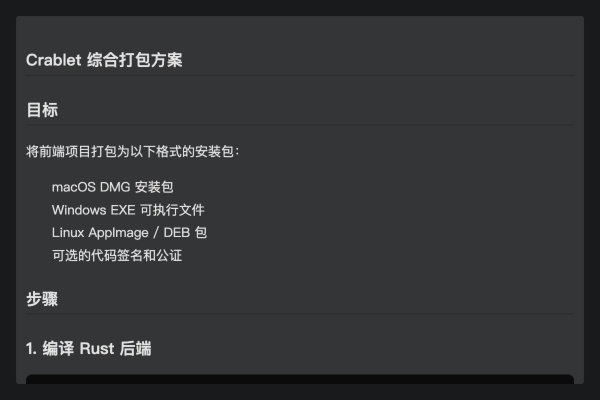 Crablet 综合打包方案
目标
将前端项目打包为以下格式的安装包：
macOS DMG 安装包
Windows EXE 可执行文件
Linux AppImage / DEB 包
可选的代码签名和公证
步骤
1. 编译 Rust 后端